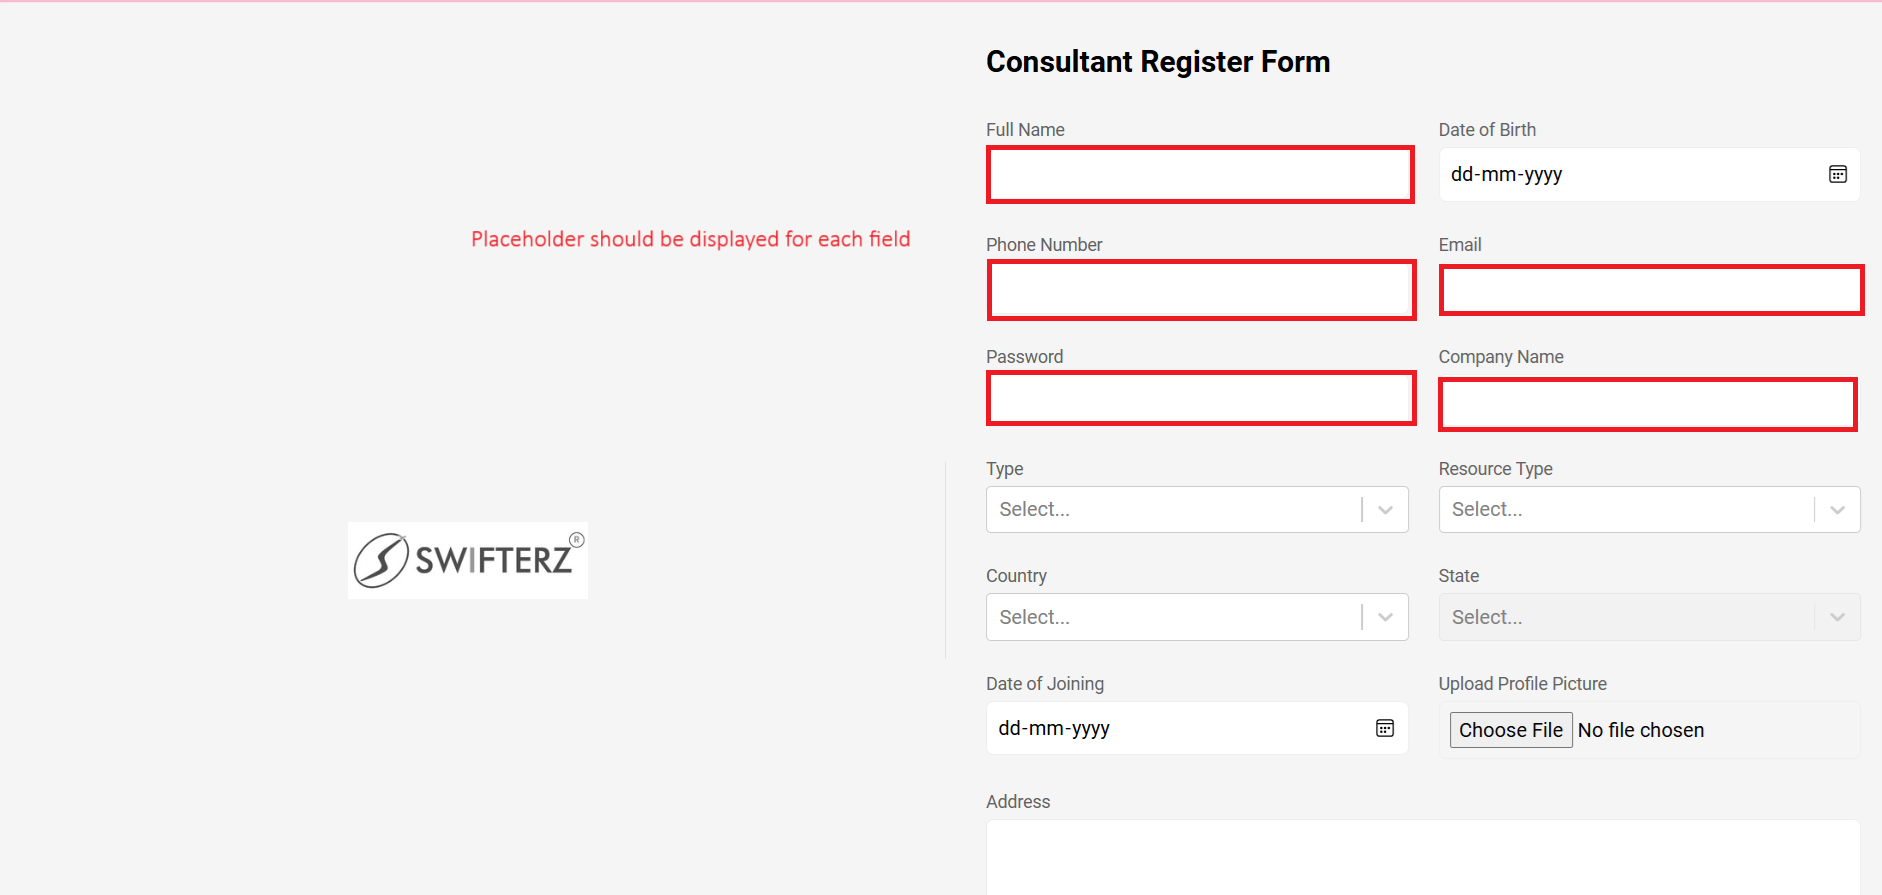 Consultant Register Form
Full Name
Date of Birth
dd-mm-yyyy
Placeholder should be displayed for each field
Phone Number
Email
Password
Company Name
Type
Resource Type
Select...
Select...
SWIFTERZ®
Country
State
Select...
Select...
Date of Joining
Upload Profile Picture
dd-mm-yyyy
Choose File No file chosen
Address